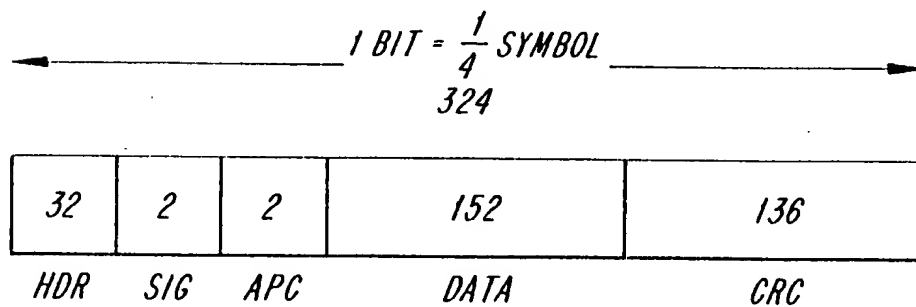 1 BIT = 1/4 SYMBOL
324
32 2 2 152 136
HDR SIG APC DATA CRC